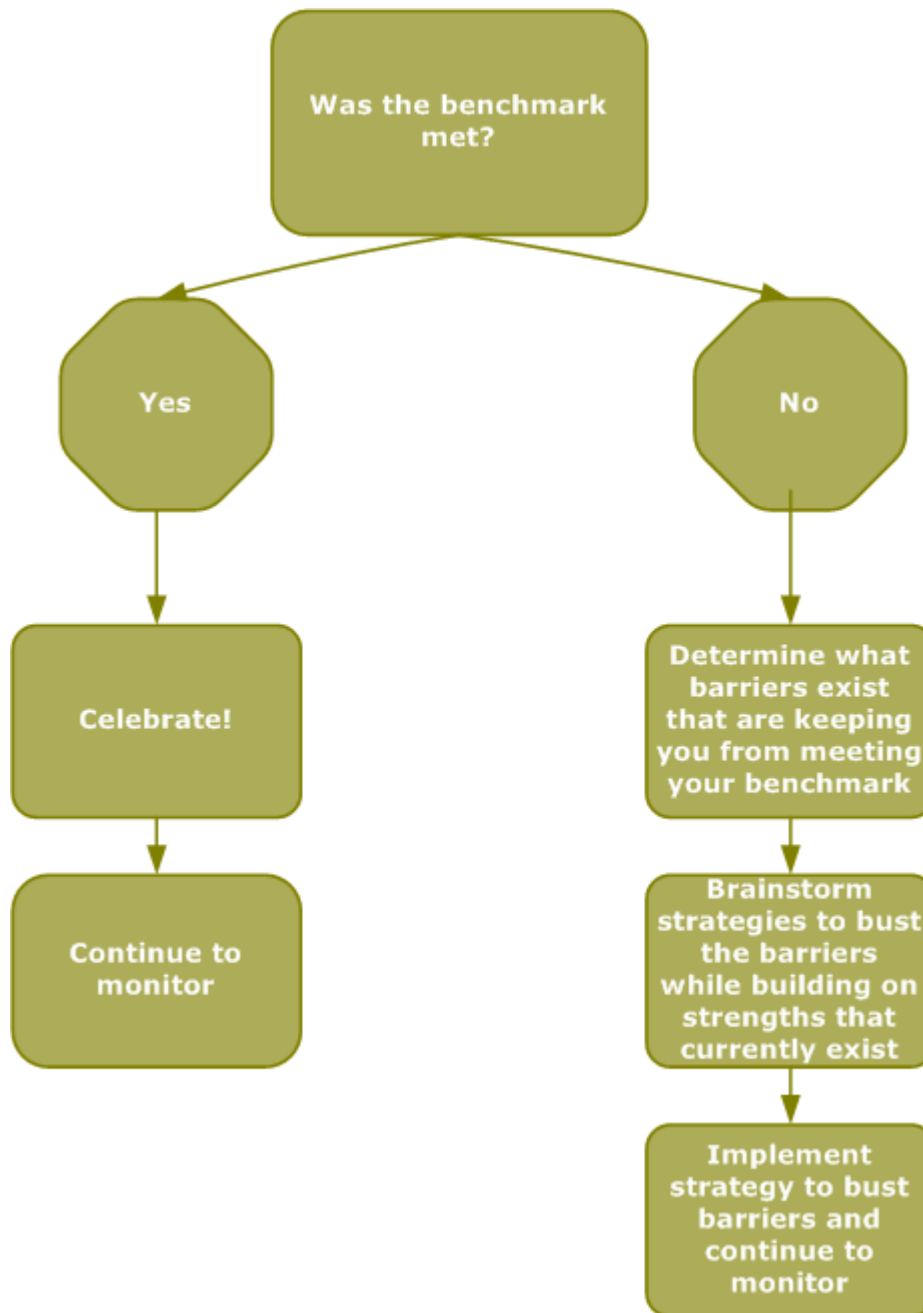 Was the benchmark
met?
Yes
No
Celebrate!
Determine what
barriers exist
that are keeping
you from meeting
your benchmark
Continue to
monitor
Brainstorm
strategies to bust
the barriers
while building on
strengths that
currently exist
Implement
strategy to bust
barriers and
continue to
monitor